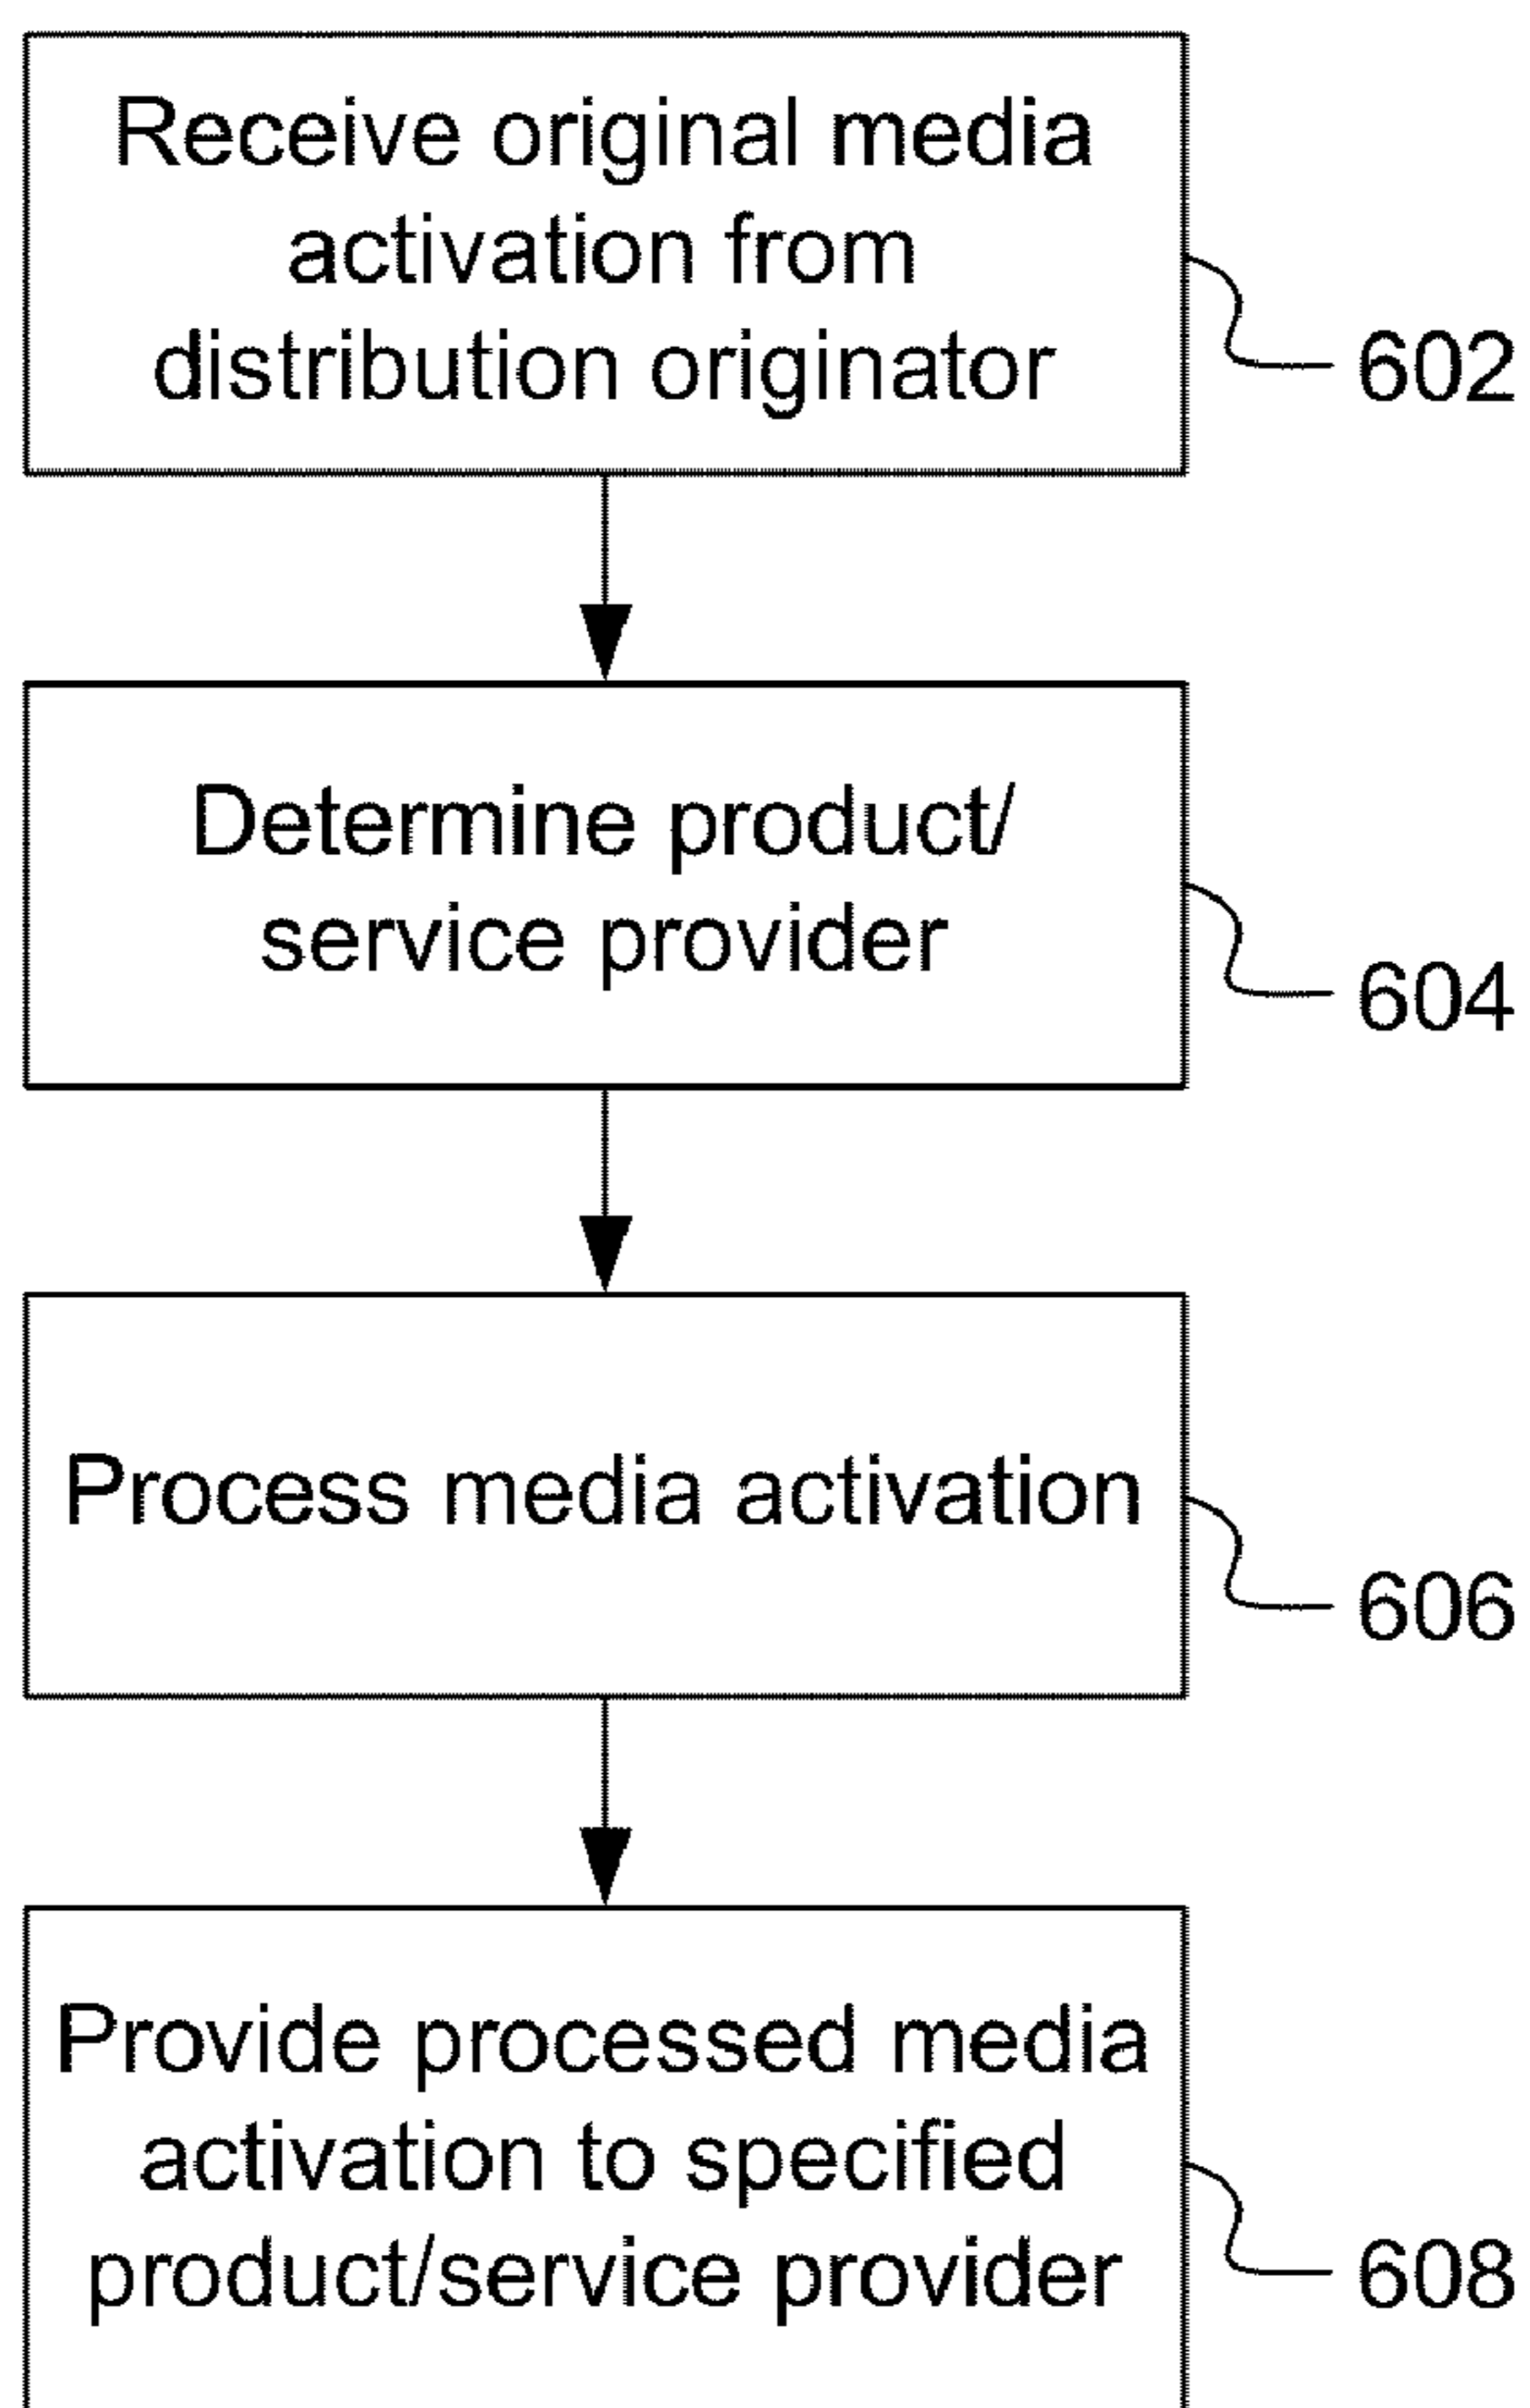 Receive original media
activation from
distribution originator
602
Determine product/
service provider
604
Process media activation
606
Provide processed media
activation to specified
product/service provider
608